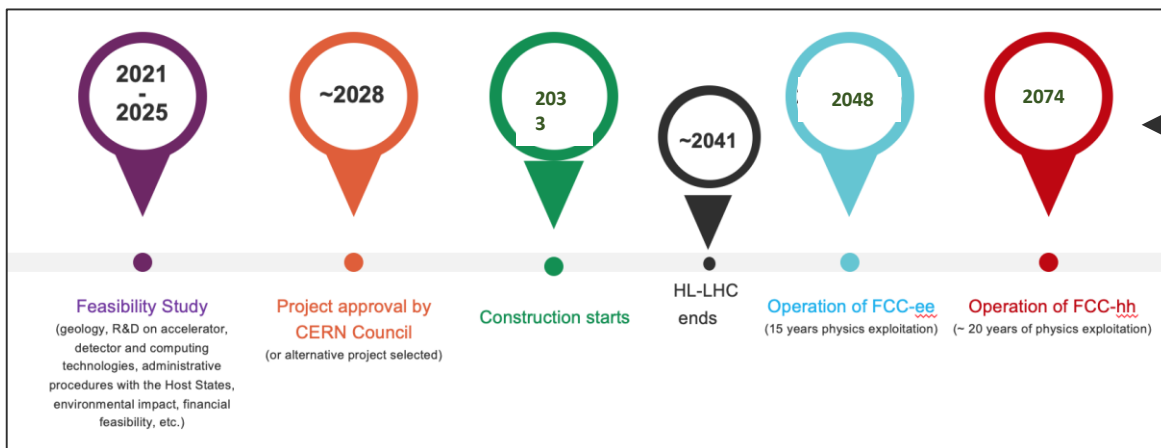 2021
-
2025
~2028
203
3
~2041
2048
2074
Feasibility Study
(geology, R&D on accelerator,
detector and computing
technologies, administrative
procedures with the Host States,
environmental impact, financial
feasibility, etc.)
Project approval by
CERN Council
(or alternative project selected)
Construction starts
HL-LHC
ends
Operation of FCC-ee
(15 years physics exploitation)
Operation of FCC-hh
(~ 20 years of physics exploitation)